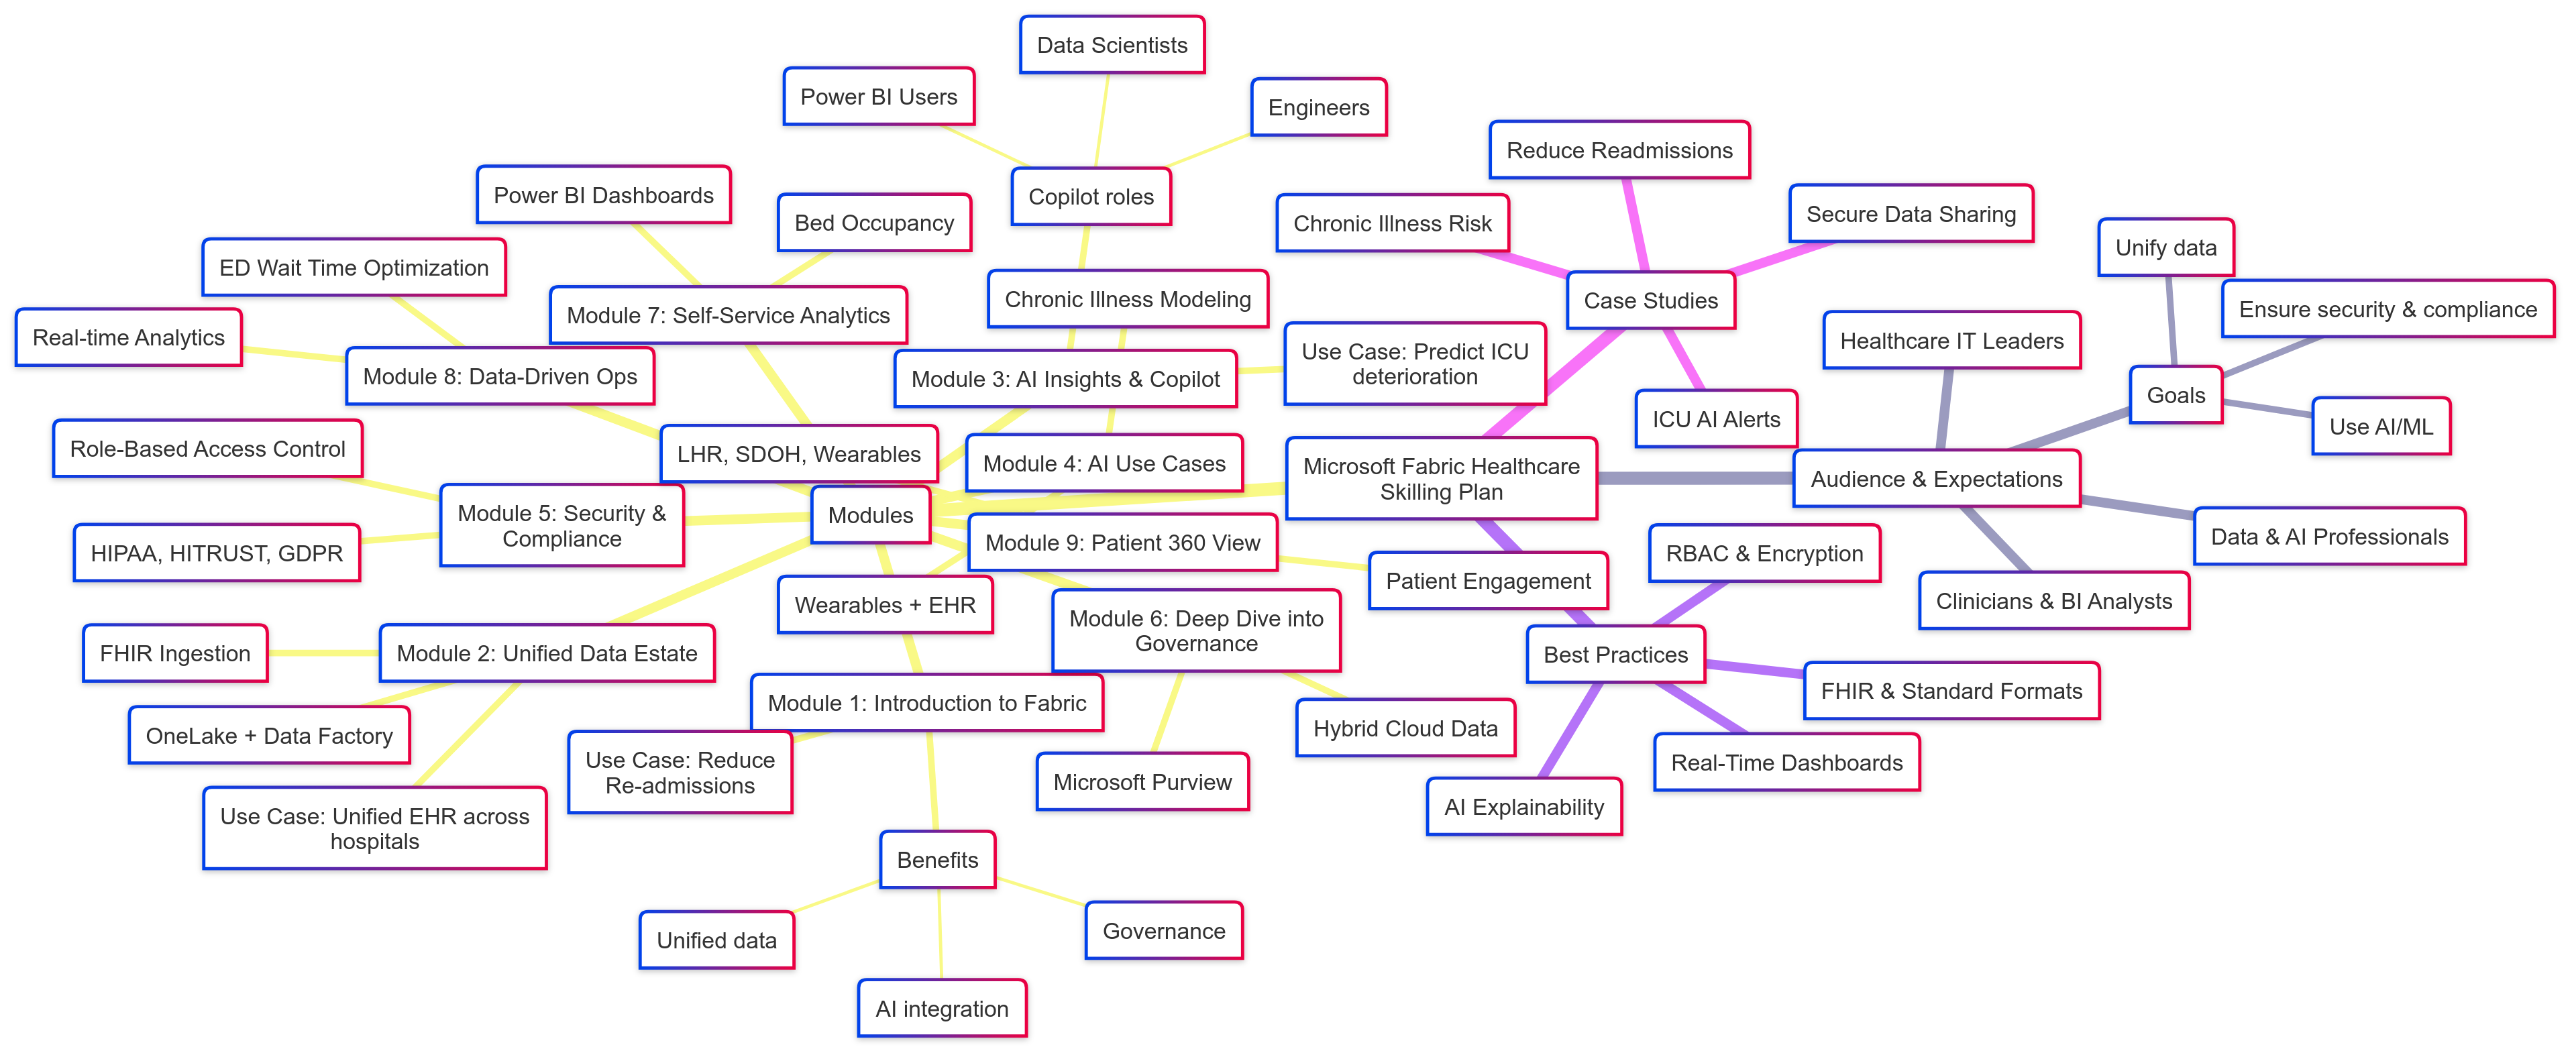 Data Scientists
Power BI Users
Engineers
Reduce Readmissions
Power BI Dashboards
Copilot roles
Bed Occupancy
Chronic Illness Risk
Secure Data Sharing
Unify data
ED Wait Time Optimization
Chronic Illness Modeling
Case Studies
Ensure security & compliance
Module 7: Self-Service Analytics
Real-time Analytics
Healthcare IT Leaders
Use Case: Predict ICU
deterioration
Module 8: Data-Driven Ops
Module 3: AI Insights & Copilot
Goals
ICU AI Alerts
Use AI/ML
Role-Based Access Control
LHR, SDOH, Wearables
Module 4: AI Use Cases
Microsoft Fabric Healthcare
Skilling Plan
Audience & Expectations
Module 5: Security &
Compliance
Modules
Data & AI Professionals
HIPAA, HITRUST, GDPR
Module 9: Patient 360 View
RBAC & Encryption
Patient Engagement
Wearables + EHR
Clinicians & BI Analysts
Module 6: Deep Dive into
Governance
FHIR Ingestion
Module 2: Unified Data Estate
Best Practices
FHIR & Standard Formats
Module 1: Introduction to Fabric
OneLake + Data Factory
Hybrid Cloud Data
Use Case: Reduce
Re-admissions
Real-Time Dashboards
Microsoft Purview
AI Explainability
Use Case: Unified EHR across
hospitals
Benefits
Governance
Unified data
AI integration